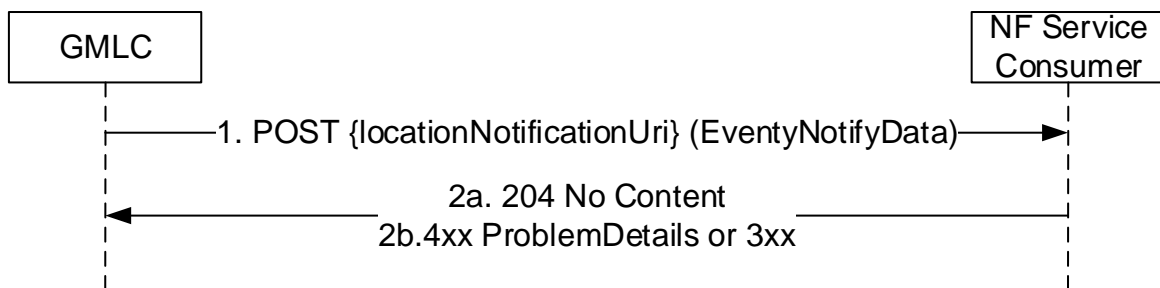 GMLC
NF Service
Consumer
1. POST {locationNotificationUri} (EventyNotifyData)
2a. 204 No Content
2b.4xx ProblemDetails or 3xx